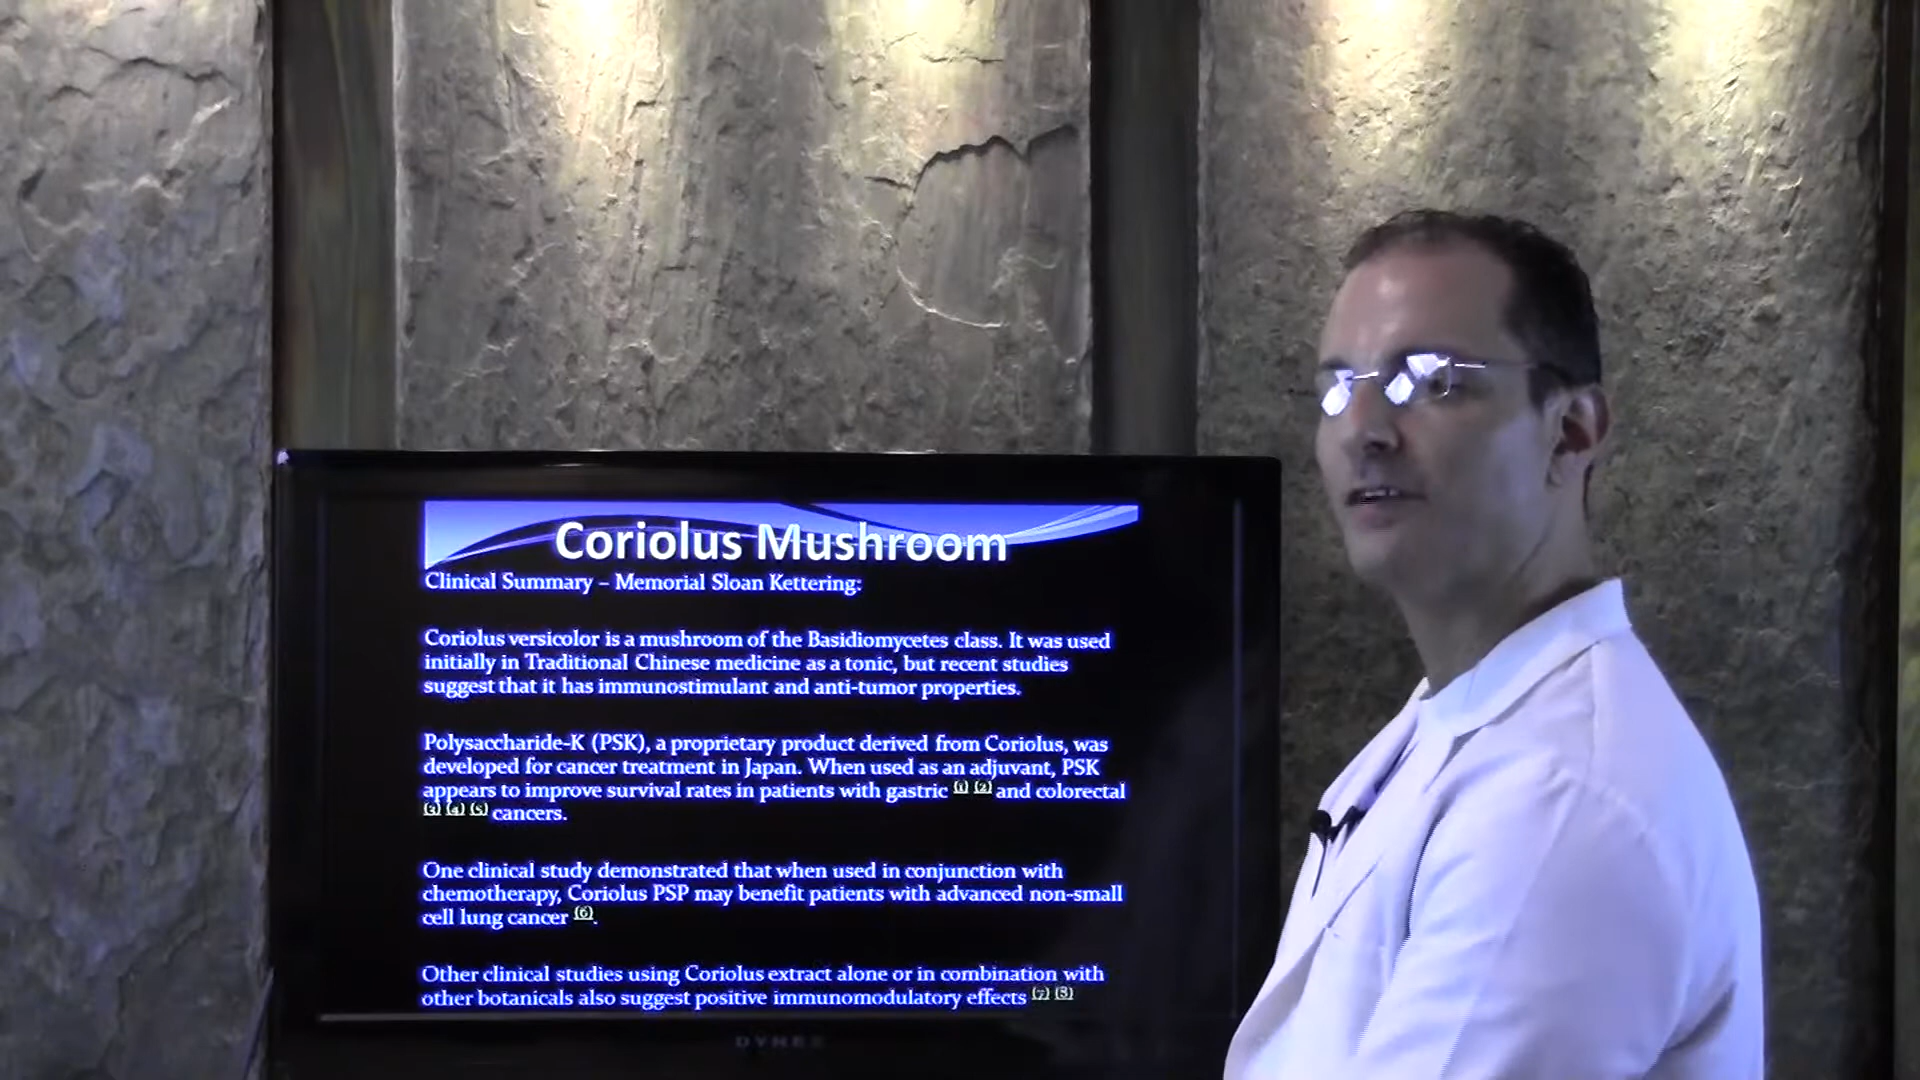 Coriolus Mushroom
Clinical Summary – Memorial Sloan Kettering:
Coriolus versicolor is a mushroom of the Basidiomycetes class. It was used
initially in Traditional Chinese medicine as a tonic, but recent studies
suggest that it has immunostimulant and anti-tumor properties.
Polysaccharide-K (PSK), a proprietary product derived from Coriolus, was
developed for cancer treatment in Japan. When used as an adjuvant, PSK
appears to improve survival rates in patients with gastric (1) (2) and colorectal
(3) (4) (5) cancers.
One clinical study demonstrated that when used in conjunction with
chemotherapy, Coriolus PSP may benefit patients with advanced non-small
cell lung cancer (6).
Other clinical studies using Coriolus extract alone or in combination with
other botanicals also suggest positive immunomodulatory effects (7) (8)
DYNEX